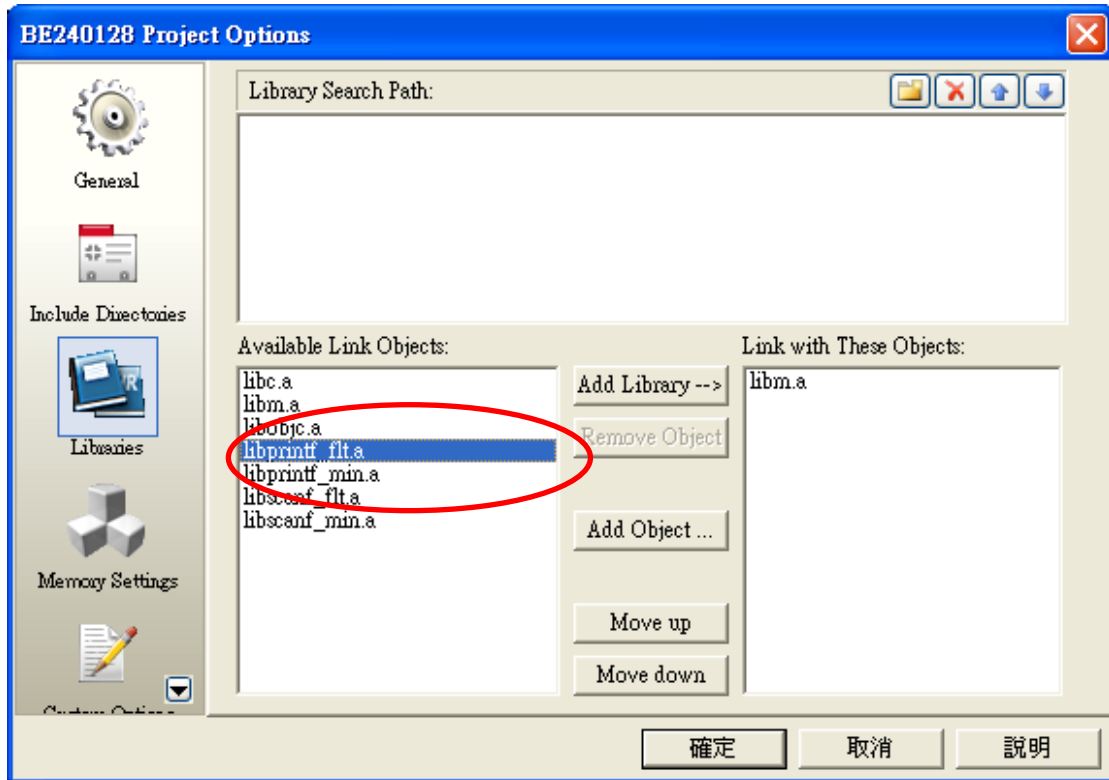 BE240128 Project Options
Library Search Path:
General
Include Directories
Libraries
Memory Settings
Available Link Objects:
libc.a
libm.a
libobjc.a
libprintf_flt.a
libprintf_min.a
libscanf_flt.a
libscanf_min.a
Add Library -->
Remove Object
Add Object ...
Move up
Move down
Link with These Objects:
libm.a
Custom Options
確定
取消
說明